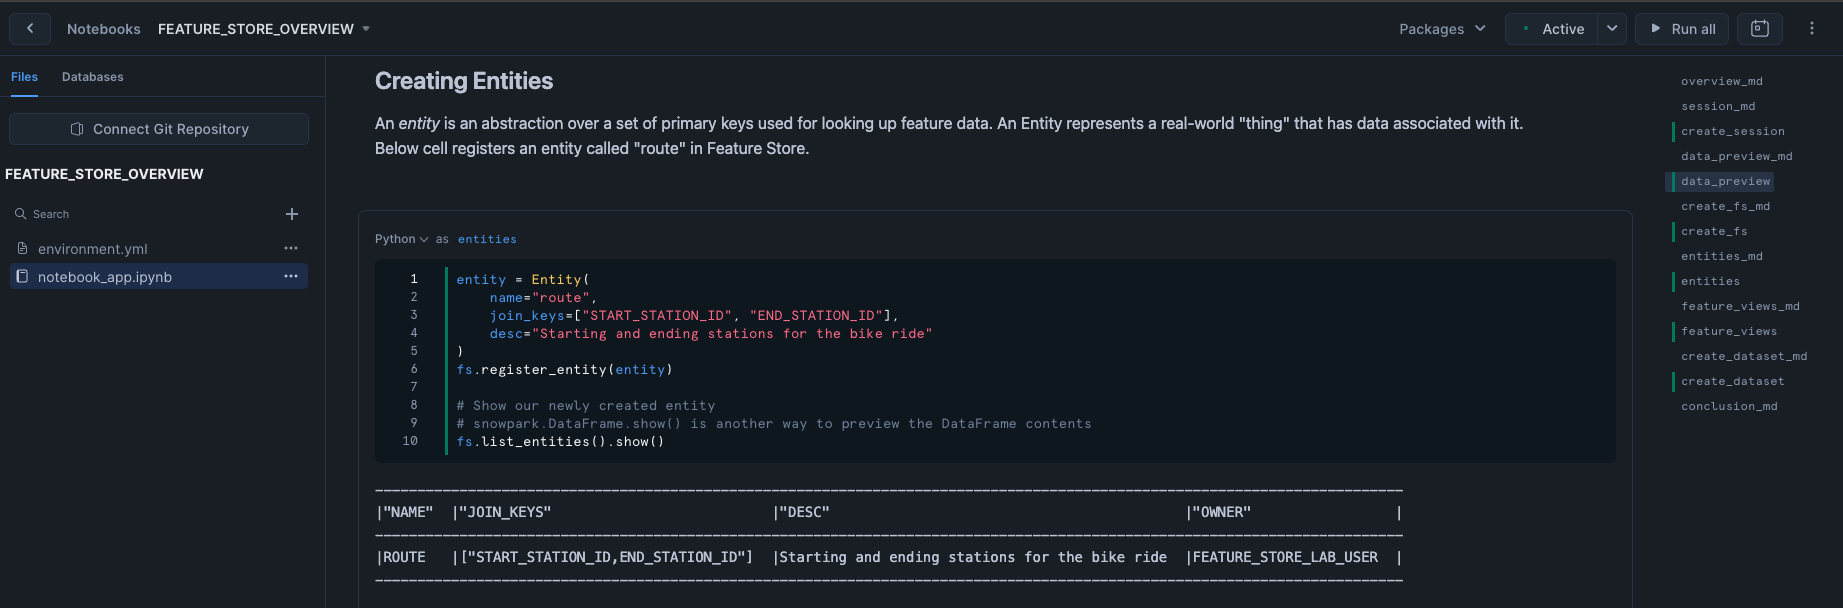 Notebooks FEATURE_STORE_OVERVIEW
Packages
Active
Run all
Files Databases
Connect Git Repository
FEATURE_STORE_OVERVIEW
Search
environment.yml
notebook_app.ipynb
Creating Entities
An entity is an abstraction over a set of primary keys used for looking up feature data. An Entity represents a real-world "thing" that has data associated with it.
Below cell registers an entity called "route" in Feature Store.
Python as entities
1 entity = Entity(
2 name="route",
3 join_keys=["START_STATION_ID", "END_STATION_ID"],
4 desc="Starting and ending stations for the bike ride"
5 )
6 fs.register_entity(entity)
7
8 # Show our newly created entity
9 # snowpark.DataFrame.show() is another way to preview the DataFrame contents
10 fs.list_entities().show()
|"NAME" |"JOIN_KEYS" |"DESC" |"OWNER" |
|ROUTE |["START_STATION_ID,END_STATION_ID"] |Starting and ending stations for the bike ride |FEATURE_STORE_LAB_USER |
overview_md
session_md
create_session
data_preview_md
data_preview
create_fs_md
create_fs
entities_md
entities
feature_views_md
feature_views
create_dataset_md
create_dataset
conclusion_md